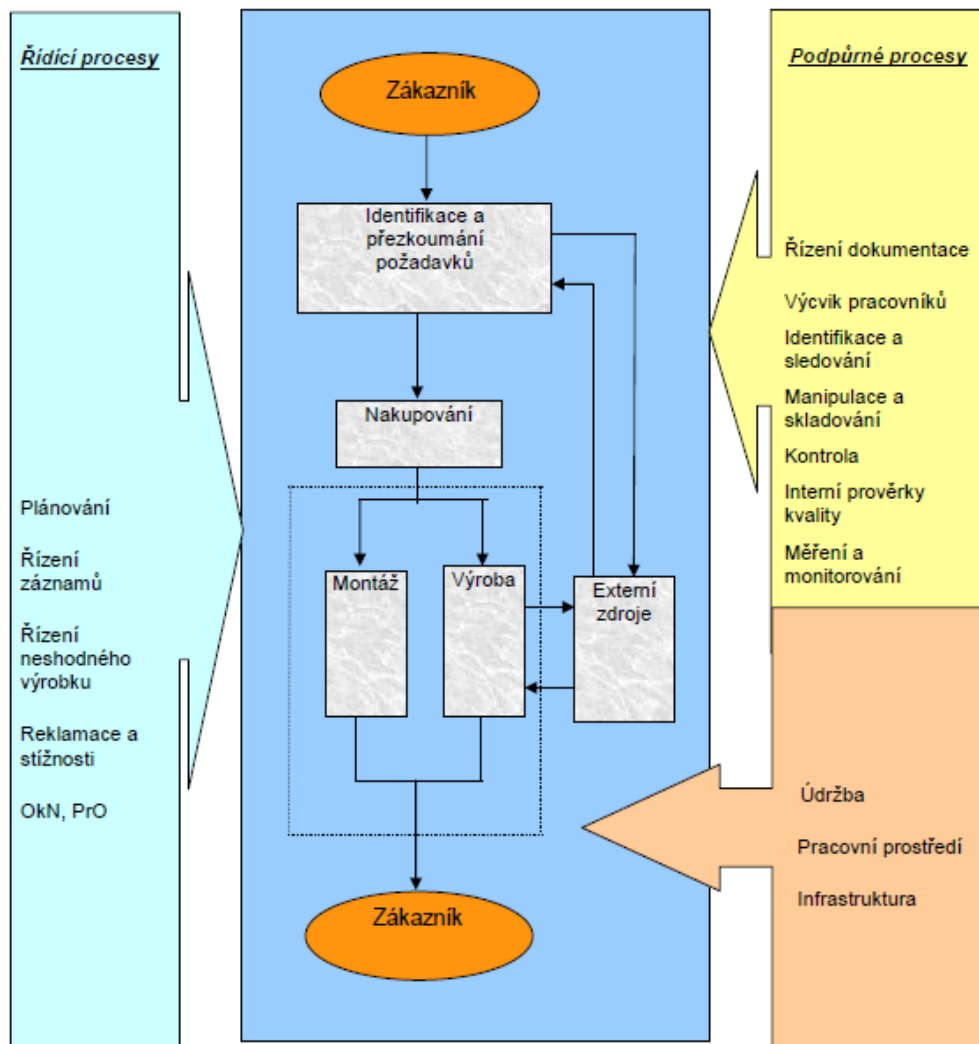 Řídící procesy
Plánování
Řízení
záznamů
Řízení
neshodného
výrobku
Reklamace a
stížnosti
OkN, PrO
Zákazník
Identifikace a
přezkoumání
požadavků
Nakupování
Montáž
Výroba
Externí
zdroje
Zákazník
Podpůrné procesy
Řízení dokumentace
Výcvik pracovníků
Identifikace a
sledování
Manipulace a
skladování
Kontrola
Interní prověrky
kvality
Měření a
monitorování
Údržba
Pracovní prostředí
Infrastruktura